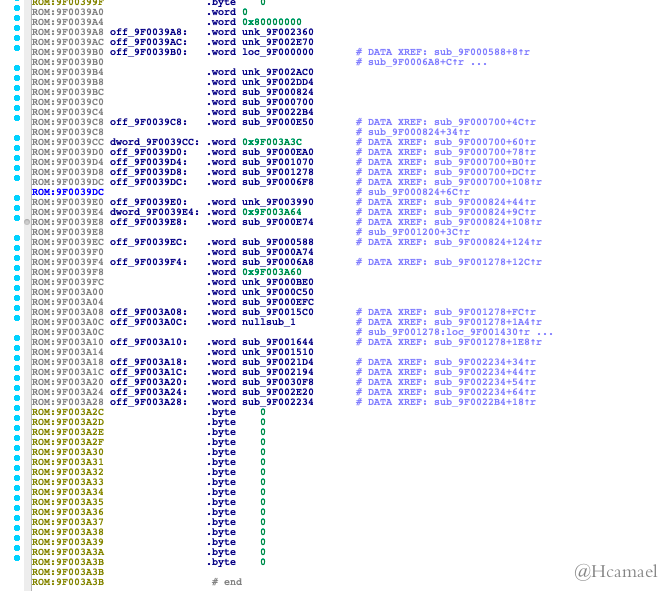 ROM:9F00399F .byte 0
ROM:9F0039A0 .word 0
ROM:9F0039A4 .word 0x80000000
ROM:9F0039A8 off_9F0039A8: .word unk_9F002360
ROM:9F0039AC off_9F0039AC: .word unk_9F002E70
ROM:9F0039B0 off_9F0039B0: .word loc_9F000000 # DATA XREF: sub_9F000588+8↑r
ROM:9F0039B0 # sub_9F0006A8+C↑r ...
ROM:9F0039B4 .word unk_9F002AC0
ROM:9F0039B8 .word unk_9F002DD4
ROM:9F0039BC .word sub_9F000824
ROM:9F0039C0 .word sub_9F000700
ROM:9F0039C4 .word sub_9F0022B4
ROM:9F0039C8 off_9F0039C8: .word sub_9F000E50 # DATA XREF: sub_9F000700+4C↑r
ROM:9F0039C8 # sub_9F000824+34↑r
ROM:9F0039CC dword_9F0039CC: .word 0x9F003A3C # DATA XREF: sub_9F000700+60↑r
ROM:9F0039D0 off_9F0039D0: .word sub_9F000EA0 # DATA XREF: sub_9F000700+78↑r
ROM:9F0039D4 off_9F0039D4: .word sub_9F001070 # DATA XREF: sub_9F000700+B0↑r
ROM:9F0039D8 off_9F0039D8: .word sub_9F001278 # DATA XREF: sub_9F000700+DC↑r
ROM:9F0039DC off_9F0039DC: .word sub_9F0006F8 # DATA XREF: sub_9F000700+108↑r
ROM:9F0039DC # sub_9F000824+6C↑r
ROM:9F0039E0 off_9F0039E0: .word unk_9F003990 # DATA XREF: sub_9F000824+44↑r
ROM:9F0039E4 dword_9F0039E4: .word 0x9F003A64 # DATA XREF: sub_9F000824+9C↑r
ROM:9F0039E8 off_9F0039E8: .word sub_9F000E74 # DATA XREF: sub_9F000824+108↑r
ROM:9F0039E8 # sub_9F001200+3C↑r
ROM:9F0039EC off_9F0039EC: .word sub_9F000588 # DATA XREF: sub_9F000824+124↑r
ROM:9F0039F0 .word sub_9F000A74
ROM:9F0039F4 off_9F0039F4: .word sub_9F0006A8 # DATA XREF: sub_9F001278+12C↑r
ROM:9F0039F8 .word 0x9F003A60
ROM:9F0039FC .word unk_9F000BE0
ROM:9F003A00 .word unk_9F000C50
ROM:9F003A04 .word sub_9F000EFC
ROM:9F003A08 off_9F003A08: .word sub_9F0015C0 # DATA XREF: sub_9F001278+FC↑r
ROM:9F003A0C off_9F003A0C: .word nullsub_1 # DATA XREF: sub_9F001278+1A4↑r
ROM:9F003A0C # sub_9F001278:loc_9F001430↑r ...
ROM:9F003A10 off_9F003A10: .word sub_9F001644 # DATA XREF: sub_9F001278+1E8↑r
ROM:9F003A14 .word unk_9F001510
ROM:9F003A18 off_9F003A18: .word sub_9F0021D4 # DATA XREF: sub_9F002234+34↑r
ROM:9F003A1C off_9F003A1C: .word sub_9F002194 # DATA XREF: sub_9F002234+44↑r
ROM:9F003A20 off_9F003A20: .word sub_9F0030F8 # DATA XREF: sub_9F002234+54↑r
ROM:9F003A24 off_9F003A24: .word sub_9F002E20 # DATA XREF: sub_9F002234+64↑r
ROM:9F003A28 off_9F003A28: .word sub_9F002234 # DATA XREF: sub_9F0022B4+18↑r
ROM:9F003A2C .byte 0
ROM:9F003A2D .byte 0
ROM:9F003A2E .byte 0
ROM:9F003A2F .byte 0
ROM:9F003A30 .byte 0
ROM:9F003A31 .byte 0
ROM:9F003A32 .byte 0
ROM:9F003A33 .byte 0
ROM:9F003A34 .byte 0
ROM:9F003A35 .byte 0
ROM:9F003A36 .byte 0
ROM:9F003A37 .byte 0
ROM:9F003A38 .byte 0
ROM:9F003A39 .byte 0
ROM:9F003A3A .byte 0
ROM:9F003A3B .byte 0
ROM:9F003A3B
ROM:9F003A3B # end
@Hcamael